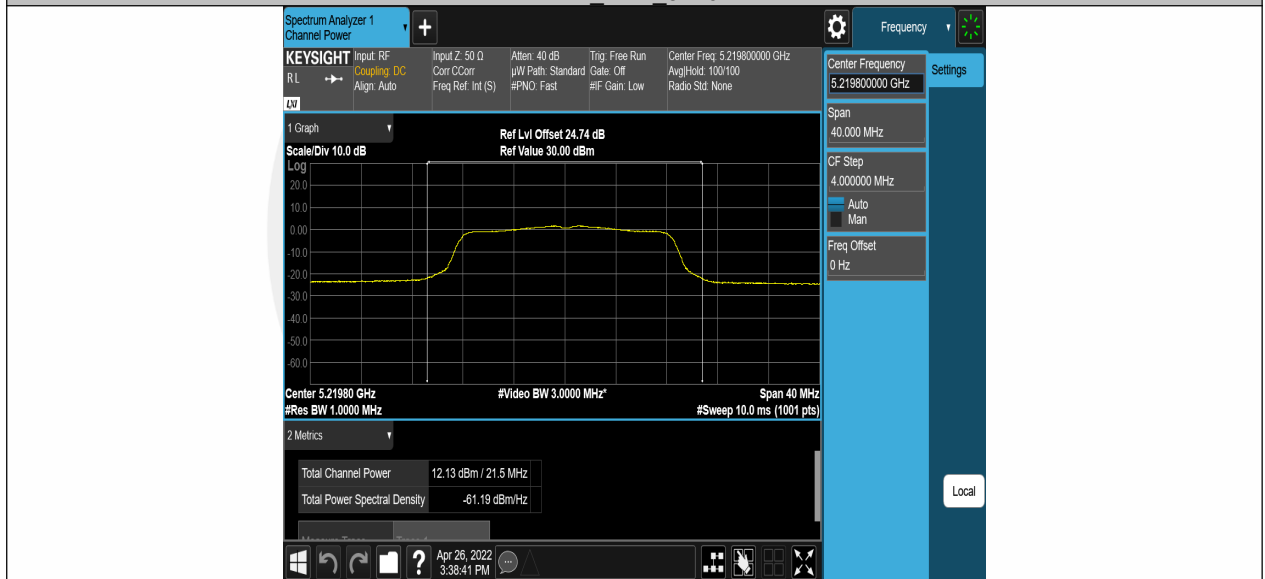 Spectrum Analyzer 1
Channel Power
+
Frequency
KEYSIGHT
RL
LXI
Input: RF
Coupling: DC
Align: Auto
Input Z: 50 Ω
Corr CCorr
Freq Ref: Int (S)
Atten: 40 dB
µW Path: Standard
#PNO: Fast
Trig: Free Run
Gate: Off
#IF Gain: Low
Center Freq: 5.219800000 GHz
Avg|Hold: 100/100
Radio Std: None
Center Frequency
5.219800000 GHz
Settings
Span
40.000 MHz
CF Step
4.000000 MHz
Auto
Man
Freq Offset
0 Hz
Local
1 Graph
Scale/Div 10.0 dB
Ref Lvl Offset 24.74 dB
Ref Value 30.00 dBm
Log
20.0
10.0
0.00
-10.0
-20.0
-30.0
-40.0
-50.0
-60.0
Center 5.21980 GHz
#Video BW 3.0000 MHz*
Span 40 MHz
#Res BW 1.0000 MHz
#Sweep 10.0 ms (1001 pts)
2 Metrics
Total Channel Power 12.13 dBm / 21.5 MHz
Total Power Spectral Density -61.19 dBm/Hz
?
Apr 26, 2022
3:38:41 PM